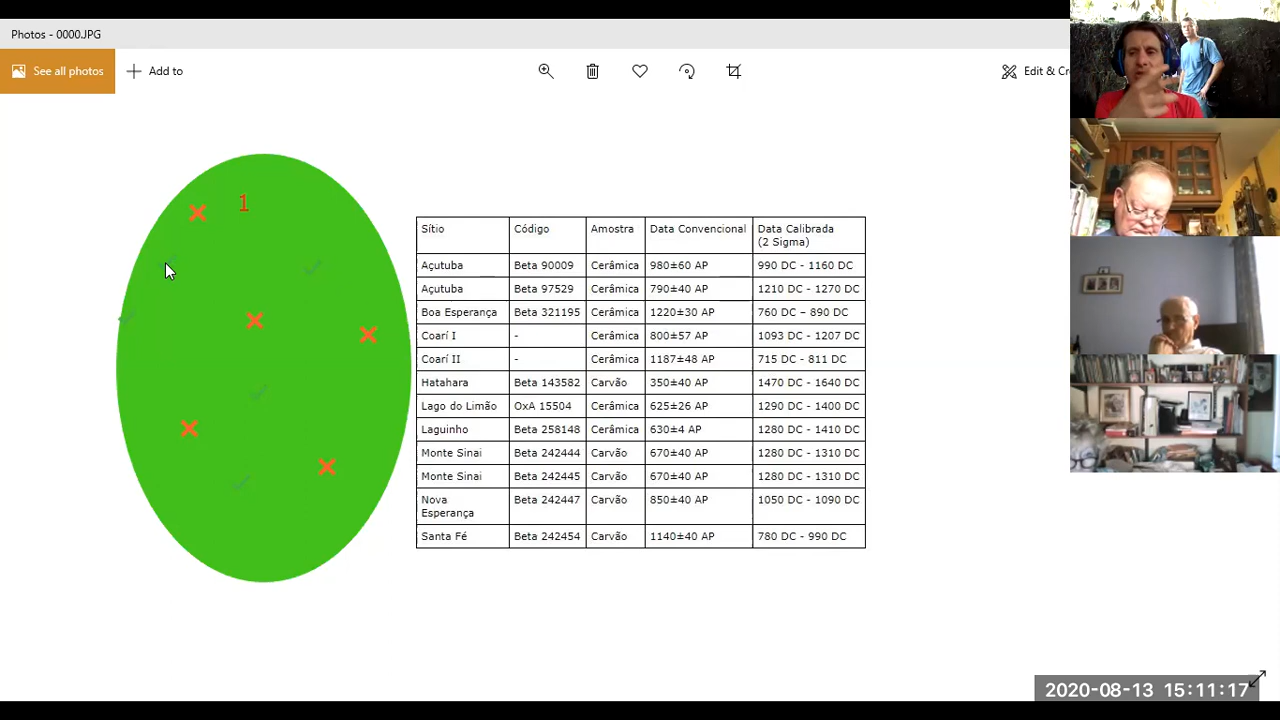 Photos - 0000.JPG
See all photos
Add to
Edit & Cr
1
Sítio Código Amostra Data Convencional Data Calibrada
(2 Sigma)
Açutuba Beta 90009 Cerâmica 980±60 AP 990 DC - 1160 DC
Açutuba Beta 97529 Cerâmica 790±40 AP 1210 DC - 1270 DC
Boa Esperança Beta 321195 Cerâmica 1220±30 AP 760 DC – 890 DC
Coarí I - Cerâmica 800±57 AP 1093 DC - 1207 DC
Coarí II - Cerâmica 1187±48 AP 715 DC - 811 DC
Hatahara Beta 143582 Carvão 350±40 AP 1470 DC - 1640 DC
Lago do Limão OxA 15504 Cerâmica 625±26 AP 1290 DC - 1400 DC
Laguinho Beta 258148 Cerâmica 630±4 AP 1280 DC - 1410 DC
Monte Sinai Beta 242444 Carvão 670±40 AP 1280 DC - 1310 DC
Monte Sinai Beta 242445 Carvão 670±40 AP 1280 DC - 1310 DC
Nova Beta 242447 Carvão 850±40 AP 1050 DC - 1090 DC
Esperança
Santa Fé Beta 242454 Carvão 1140±40 AP 780 DC - 990 DC
2020-08-13 15:11:17